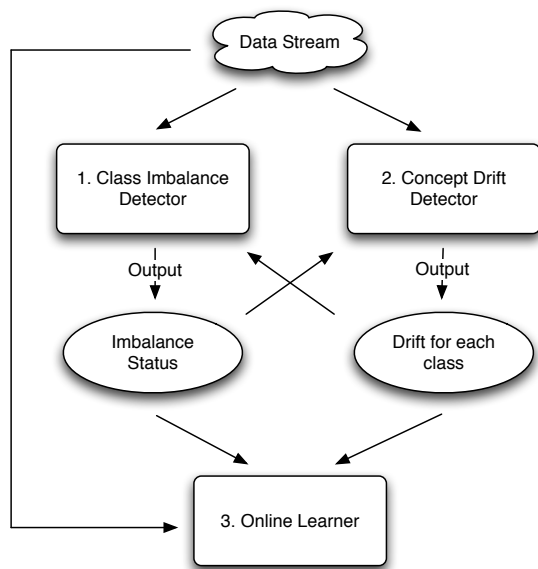 Data Stream
1. Class Imbalance
Detector
2. Concept Drift
Detector
Output
Output
Imbalance
Status
Drift for each
class
3. Online Learner